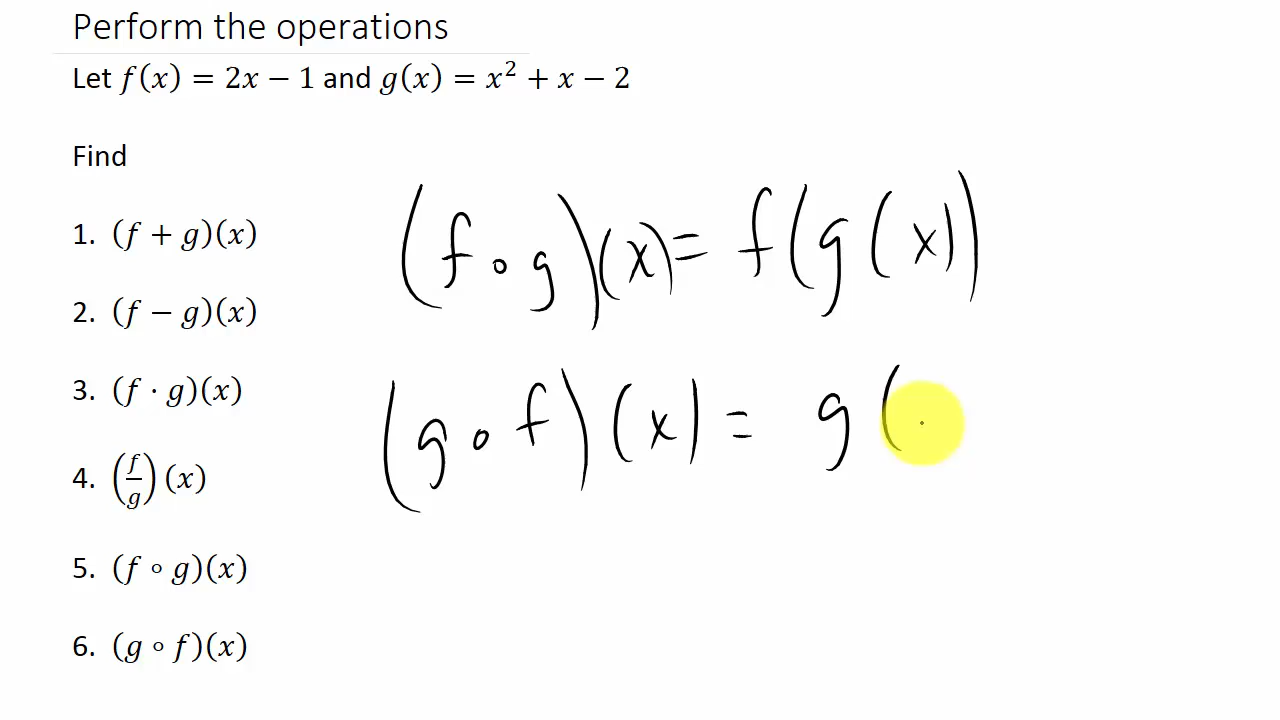 Perform the operations
Let f(x) = 2x − 1 and g(x) = x² + x − 2
Find
(f ∘ g)(x) = f(g(x))
1. (f + g)(x)
2. (f − g)(x)
3. (f · g)(x)
(g ∘ f)(x) = g(
4. (f/g)(x)
5. (f ∘ g)(x)
6. (g ∘ f)(x)